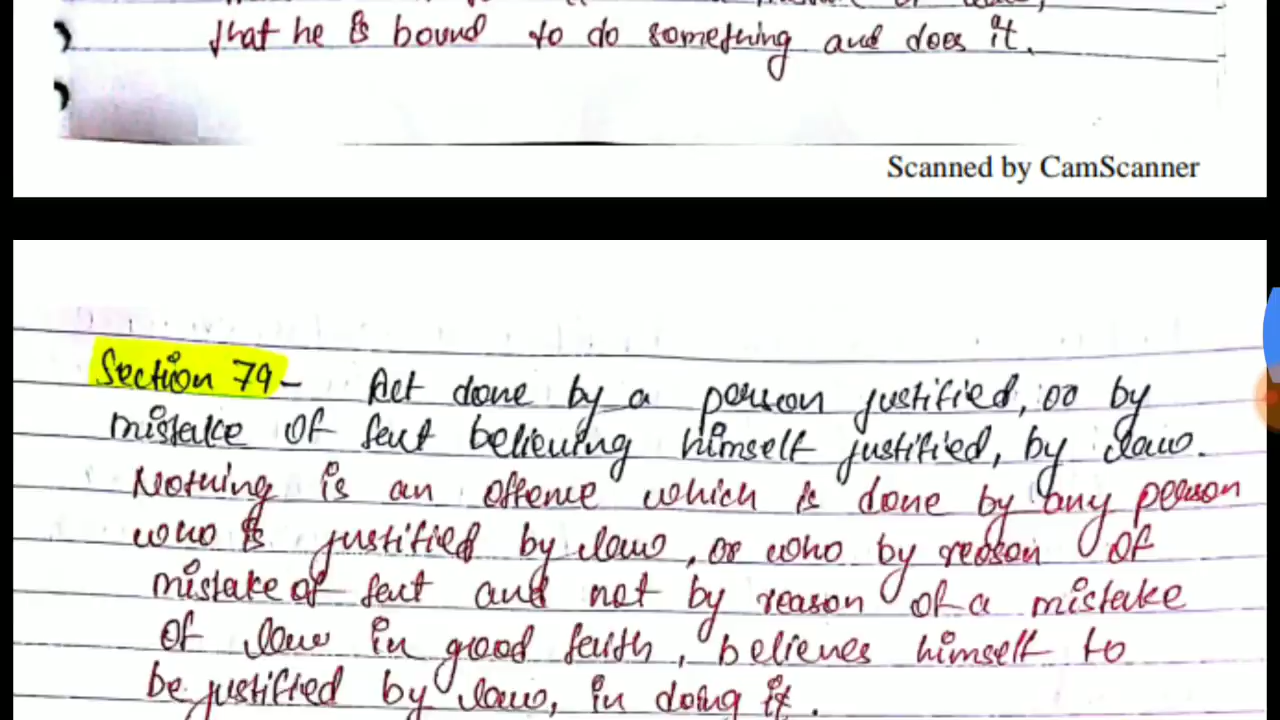 that he is bound to do something and does it.
Scanned by CamScanner
Section 79- Act done by a person justified, or by
mistake of fact believing himself justified, by law.
Nothing is an offence which is done by any person
who is justified by law, or who by reason of
mistake of fact and not by reason of a mistake
of law in good faith, believes himself to
be justified by law, in doing it.